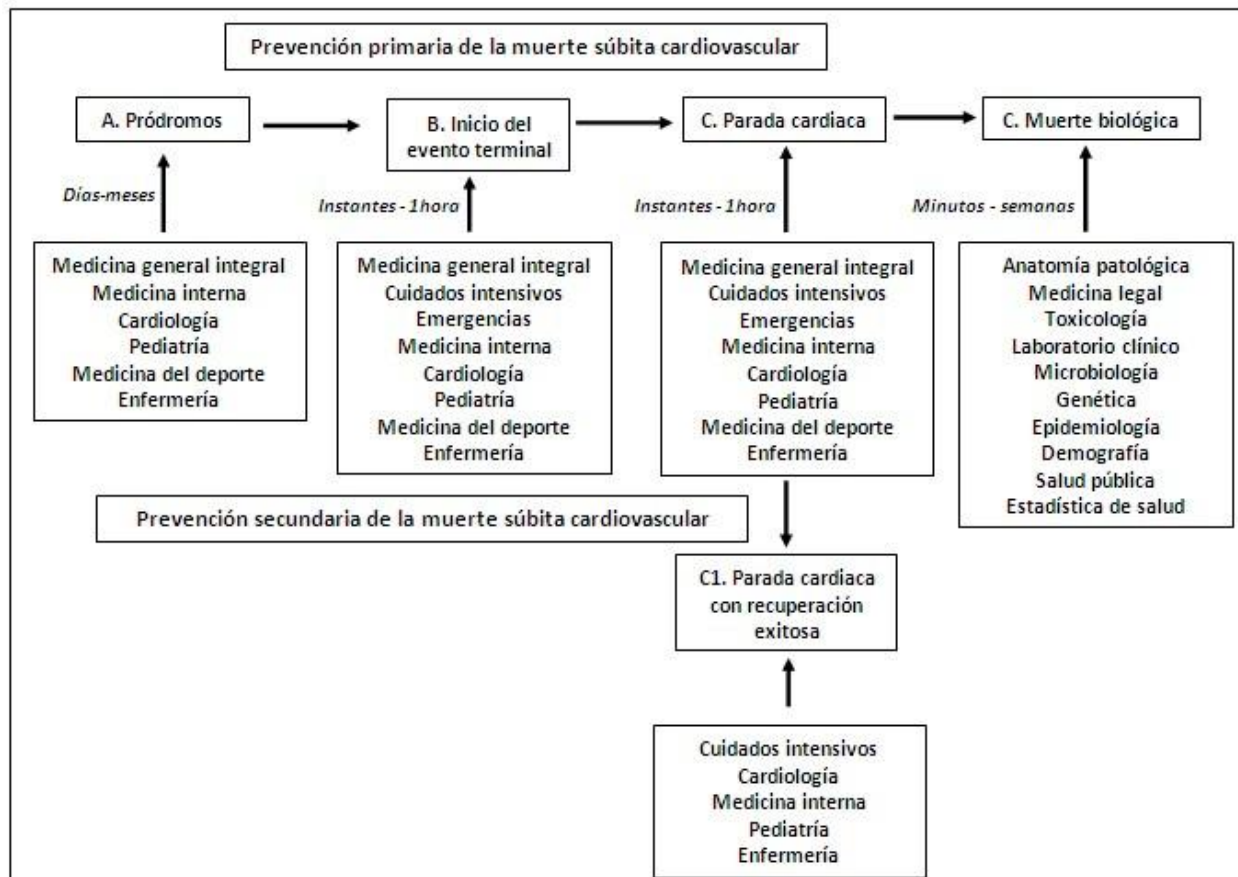 Prevención primaria de la muerte súbita cardiovascular
A. Pródromos
B. Inicio del
evento terminal
C. Parada cardiaca
C. Muerte biológica
Días-meses
Instantes - 1hora
Instantes - 1hora
Minutos - semanas
Medicina general integral
Medicina interna
Cardiología
Pediatría
Medicina del deporte
Enfermería
Medicina general integral
Cuidados intensivos
Emergencias
Medicina interna
Cardiología
Pediatría
Medicina del deporte
Enfermería
Medicina general integral
Cuidados intensivos
Emergencias
Medicina interna
Cardiología
Pediatría
Medicina del deporte
Enfermería
Anatomía patológica
Medicina legal
Toxicología
Laboratorio clínico
Microbiología
Genética
Epidemiología
Demografía
Salud pública
Estadística de salud
Prevención secundaria de la muerte súbita cardiovascular
C1. Parada cardiaca
con recuperación
exitosa
Cuidados intensivos
Cardiología
Medicina interna
Pediatría
Enfermería